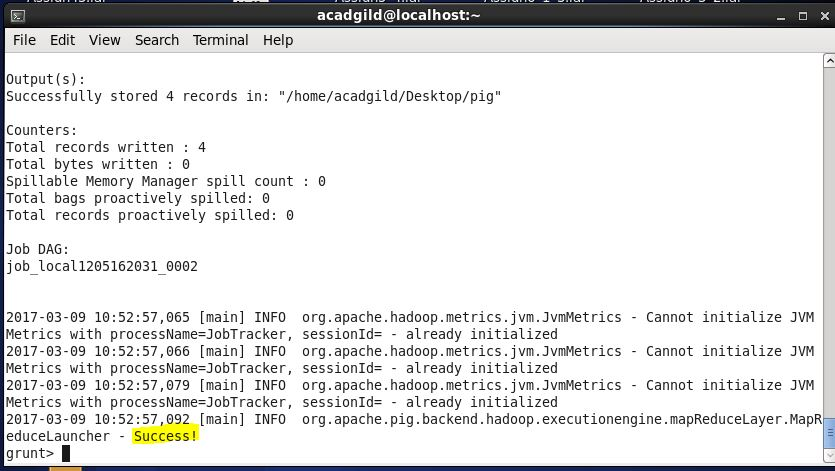 acadgild@localhost:~
File Edit View Search Terminal Help
Output(s):
Successfully stored 4 records in: "/home/acadgild/Desktop/pig"
Counters:
Total records written : 4
Total bytes written : 0
Spillable Memory Manager spill count : 0
Total bags proactively spilled: 0
Total records proactively spilled: 0
Job DAG:
job_local1205162031_0002
2017-03-09 10:52:57,065 [main] INFO  org.apache.hadoop.metrics.jvm.JvmMetrics - Cannot initialize JVM
Metrics with processName=JobTracker, sessionId= - already initialized
2017-03-09 10:52:57,066 [main] INFO  org.apache.hadoop.metrics.jvm.JvmMetrics - Cannot initialize JVM
Metrics with processName=JobTracker, sessionId= - already initialized
2017-03-09 10:52:57,079 [main] INFO  org.apache.hadoop.metrics.jvm.JvmMetrics - Cannot initialize JVM
Metrics with processName=JobTracker, sessionId= - already initialized
2017-03-09 10:52:57,092 [main] INFO  org.apache.pig.backend.hadoop.executionengine.mapReduceLayer.MapR
educeLauncher - Success!
grunt>